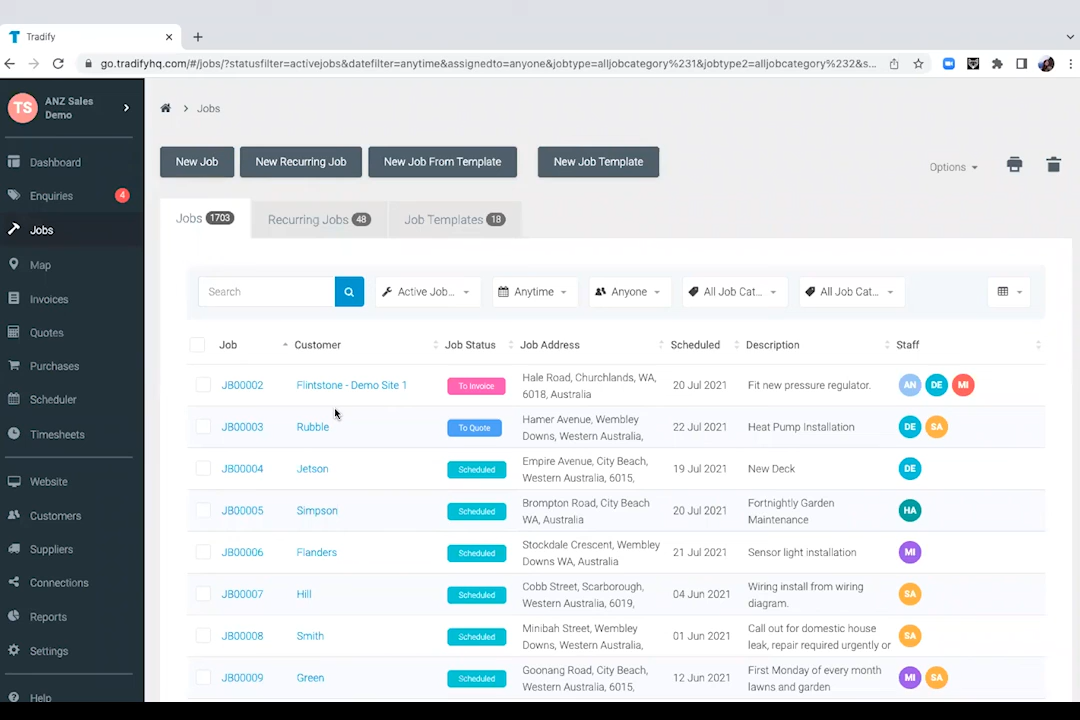 Tradify
go.tradifyhq.com/#/jobs/?statusfilter=activejobs&datefilter=anytime&assignedto=anyone&jobtype=alljobcategory%231&jobtype2=alljobcategory%232&s...
TS
ANZ Sales
Demo
Dashboard
Enquiries 4
Jobs
Map
Invoices
Quotes
Purchases
Scheduler
Timesheets
Website
Customers
Suppliers
Connections
Reports
Settings
Help
Jobs
New Job New Recurring Job New Job From Template New Job Template
Options
Jobs 1703 Recurring Jobs 48 Job Templates 18
Search Active Job... Anytime Anyone All Job Cat... All Job Cat...
Job Customer Job Status Job Address Scheduled Description Staff
JB00002 Flintstone - Demo Site 1 To Invoice Hale Road, Churchlands, WA, 20 Jul 2021 Fit new pressure regulator. AN DE MI
6018, Australia
JB00003 Rubble To Quote Hamer Avenue, Wembley 22 Jul 2021 Heat Pump Installation DE SA
Downs, Western Australia,
JB00004 Jetson Scheduled Empire Avenue, City Beach, 19 Jul 2021 New Deck DE
Western Australia, 6015,
JB00005 Simpson Scheduled Brompton Road, City Beach 20 Jul 2021 Fortnightly Garden HA
WA, Australia Maintenance
JB00006 Flanders Scheduled Stockdale Crescent, Wembley 21 Jul 2021 Sensor light installation MI
Downs WA, Australia
JB00007 Hill Scheduled Cobb Street, Scarborough, 04 Jun 2021 Wiring install from wiring SA
Western Australia, 6019, diagram.
JB00008 Smith Scheduled Minibah Street, Wembley 01 Jun 2021 Call out for domestic house SA
Downs, Western Australia, leak, repair required urgently or
JB00009 Green Scheduled Goonang Road, City Beach, 12 Jun 2021 First Monday of every month MI SA
Western Australia, 6015, lawns and garden